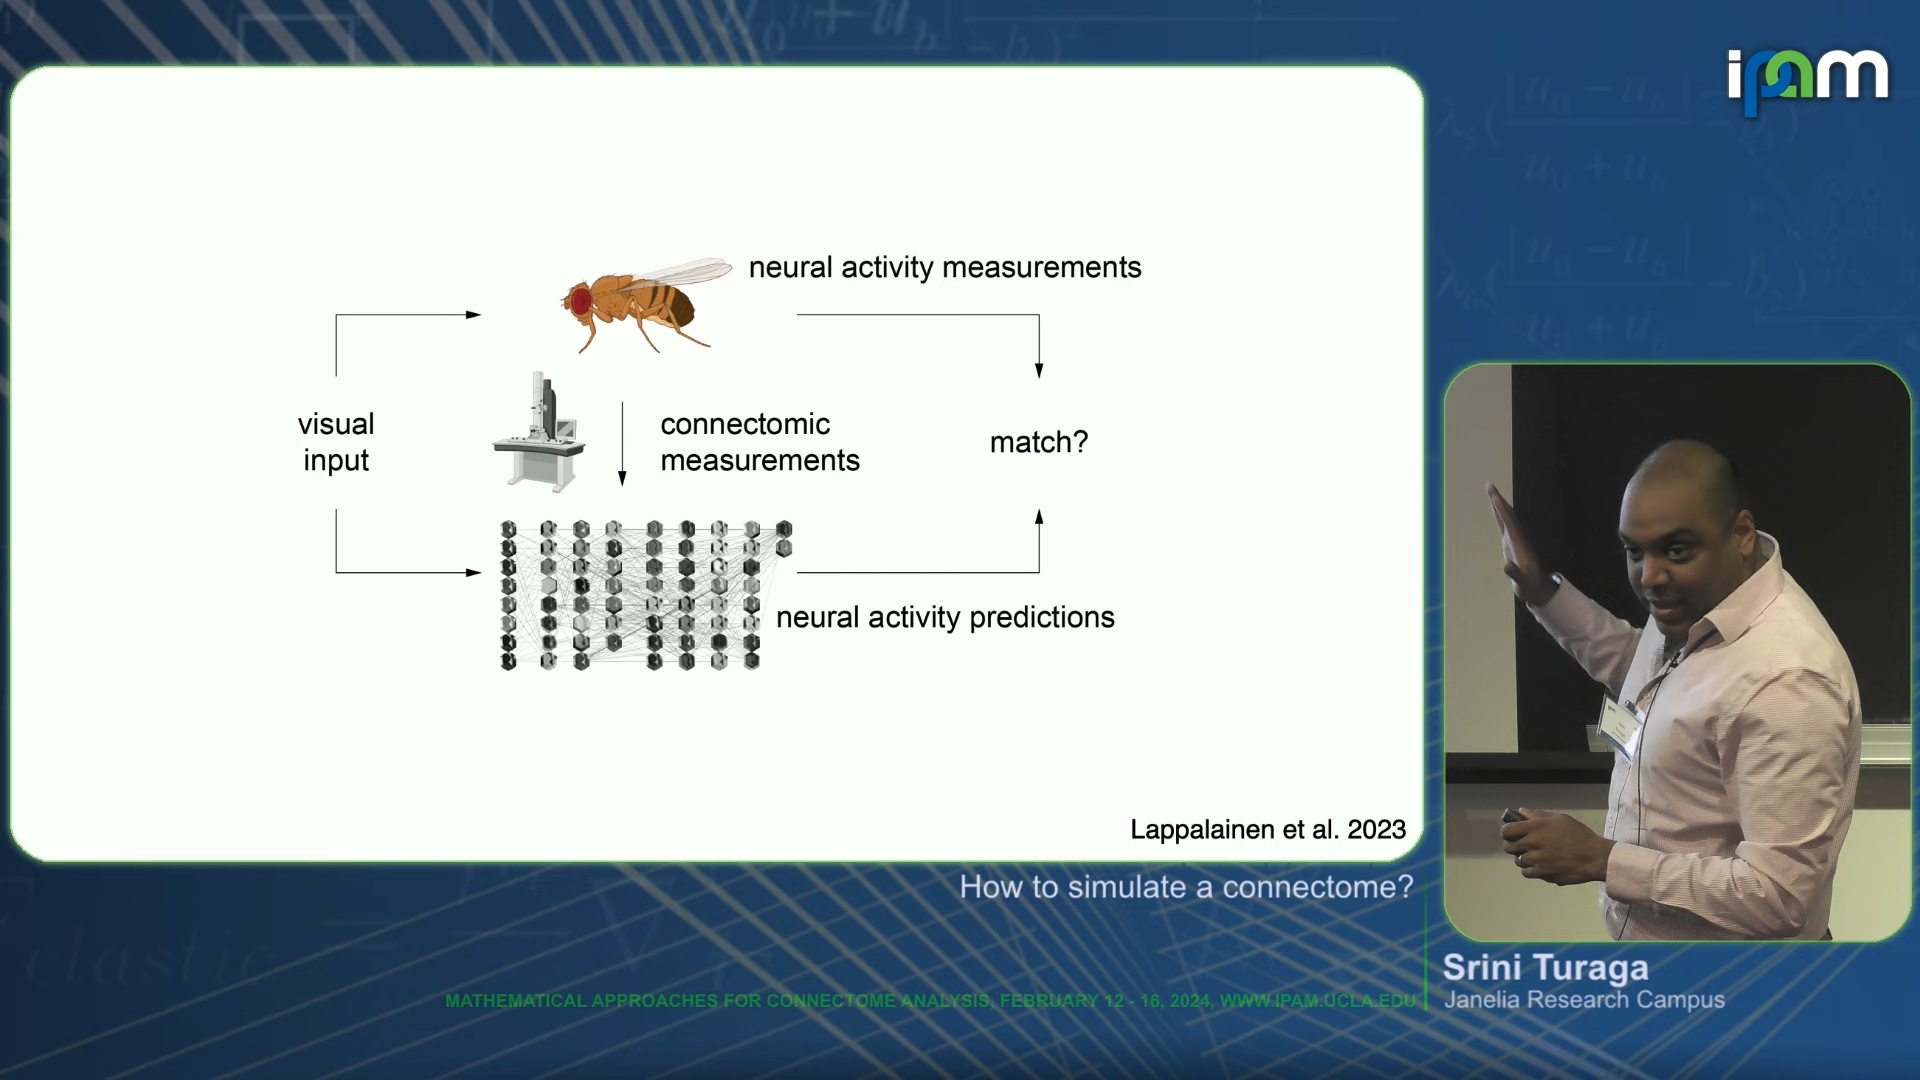 ipam
neural activity measurements
visual
input
connectomic
measurements
match?
neural activity predictions
Lappalainen et al. 2023
How to simulate a connectome?
Srini Turaga
Janelia Research Campus
MATHEMATICAL APPROACHES FOR CONNECTOME ANALYSIS, FEBRUARY 12 - 16, 2024, WWW.IPAM.UCLA.EDU
elastic